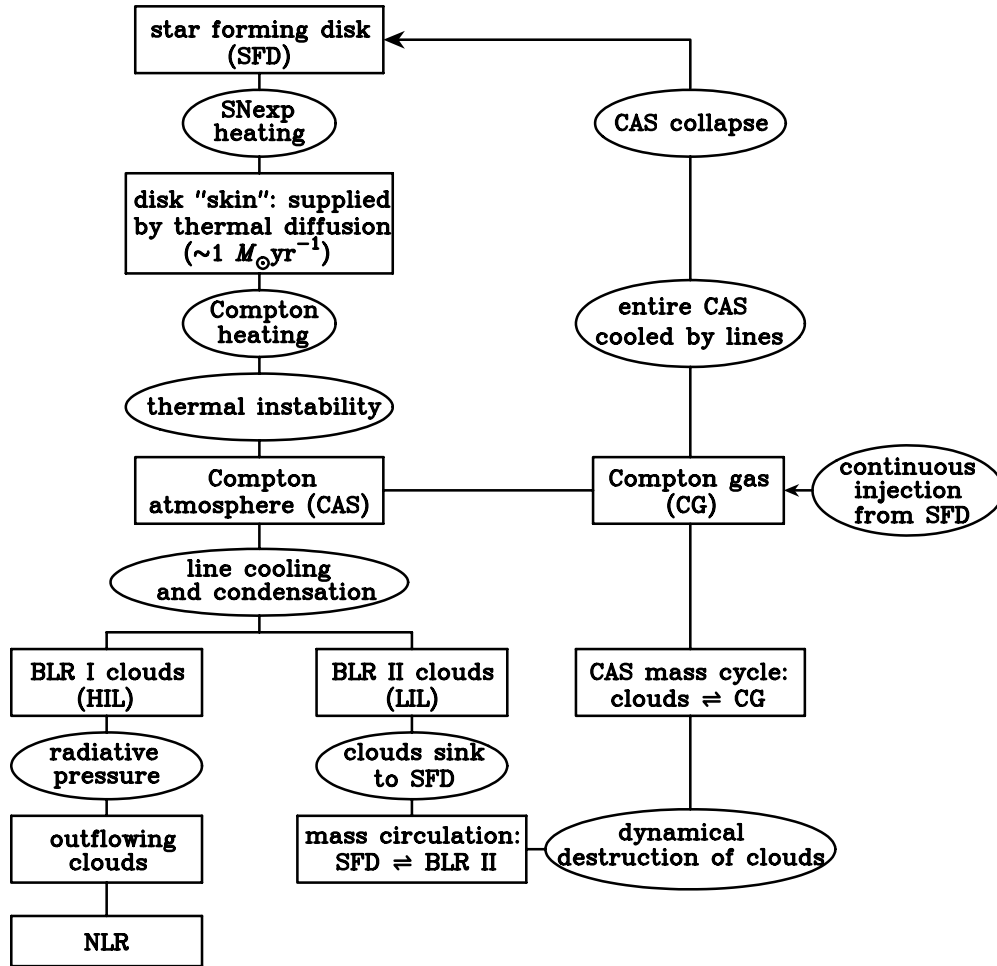 star forming disk
(SFD)
SNexp
heating
disk "skin": supplied
by thermal diffusion
(~1 M⊙yr⁻¹)
Compton
heating
thermal instability
Compton
atmosphere (CAS)
line cooling
and condensation
BLR I clouds
(HIL)
radiative
pressure
outflowing
clouds
NLR
BLR II clouds
(LIL)
clouds sink
to SFD
mass circulation:
SFD ⇌ BLR II
dynamical
destruction of clouds
CAS mass cycle:
clouds ⇌ CG
Compton gas
(CG)
continuous
injection
from SFD
entire CAS
cooled by lines
CAS collapse